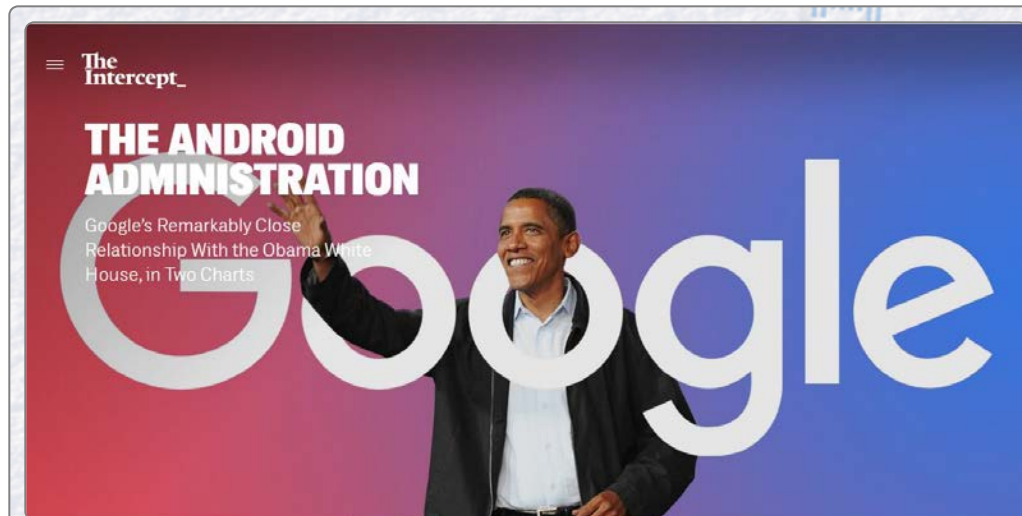 The
Intercept_
THE ANDROID
ADMINISTRATION
Google's Remarkably Close
Relationship With the Obama White
House, in Two Charts
Google